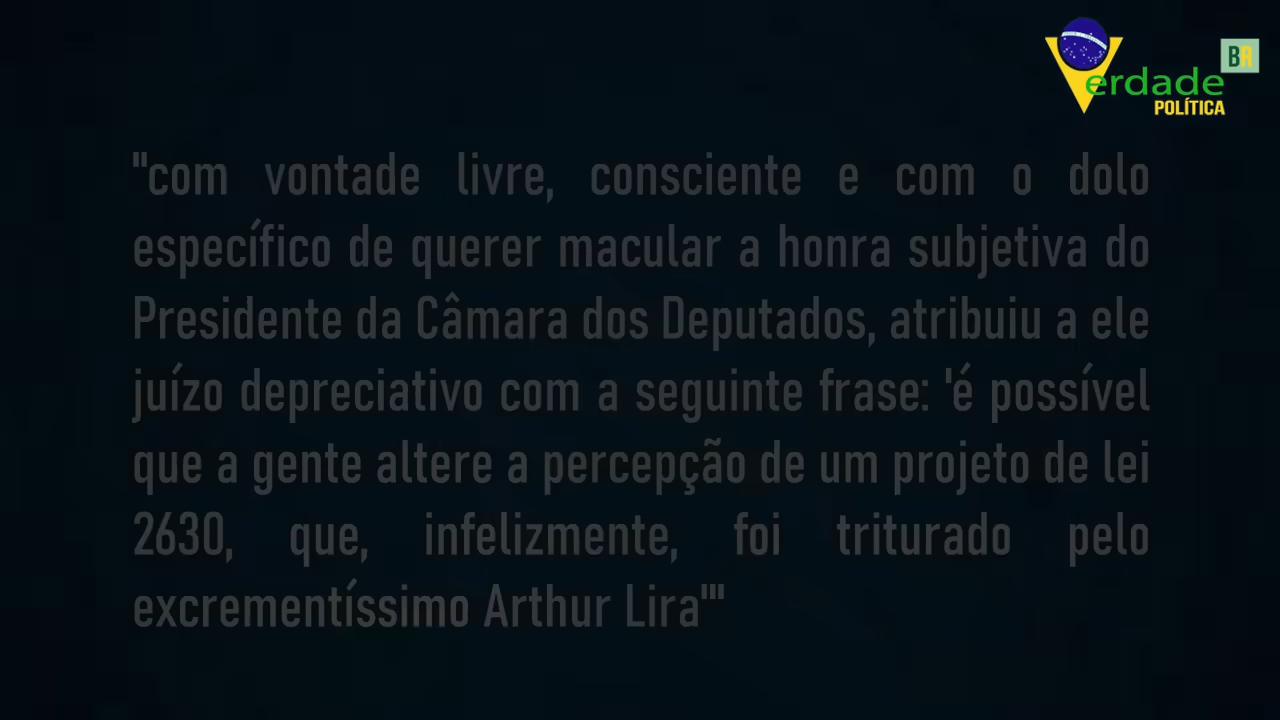 Verdade
POLÍTICA
BR
"com vontade livre, consciente e com o dolo
específico de querer macular a honra subjetiva do
Presidente da Câmara dos Deputados, atribuiu a ele
juízo depreciativo com a seguinte frase: 'é possível
que a gente altere a percepção de um projeto de lei
2630, que, infelizmente, foi triturado pelo
excrementíssimo Arthur Lira'"